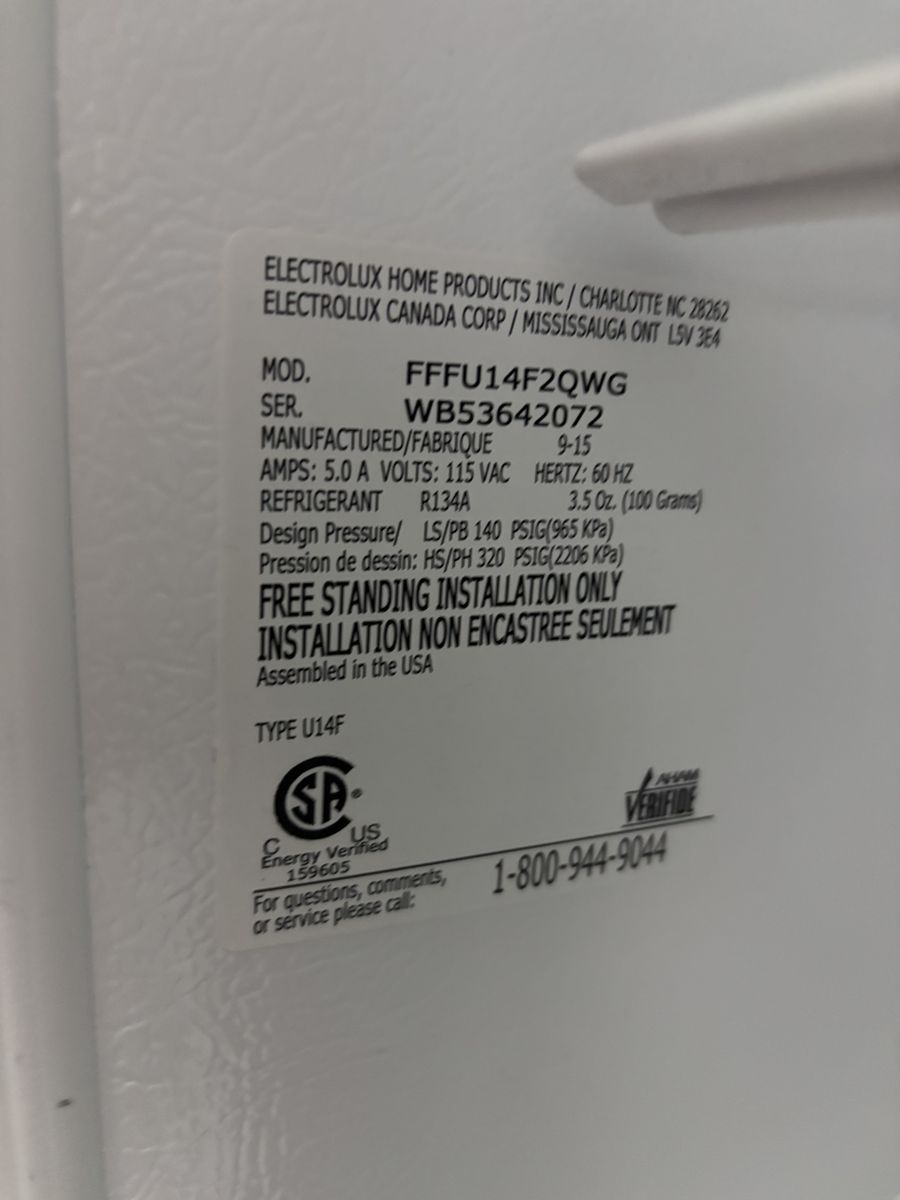 ELECTROLUX HOME PRODUCTS INC / CHARLOTTE NC 28262
ELECTROLUX CANADA CORP / MISSISSAUGA ONT L5V 3E4
MOD. FFFU14F2QWG
SER. WB53642072
MANUFACTURED/FABRIQUE 9-15
AMPS: 5.0 A VOLTS: 115 VAC HERTZ: 60 HZ
REFRIGERANT R134A 3.5 Oz. (100 Grams)
Design Pressure/ LS/PB 140 PSIG(965 KPa)
Pression de dessin: HS/PH 320 PSIG(2206 KPa)
FREE STANDING INSTALLATION ONLY
INSTALLATION NON ENCASTREE SEULEMENT
Assembled in the USA
TYPE U14F
CSA®
C US
Energy Verified
159605
AHAM
VERIFIDE
For questions, comments,
or service please call: 1-800-944-9044